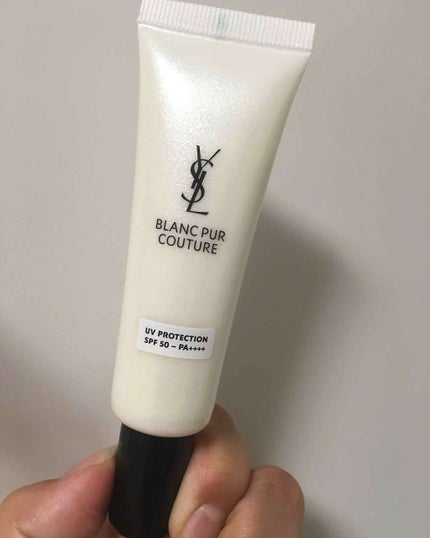 YSL
BLANC PUR
COUTURE
UV PROTECTION
SPF 50 – PA++++